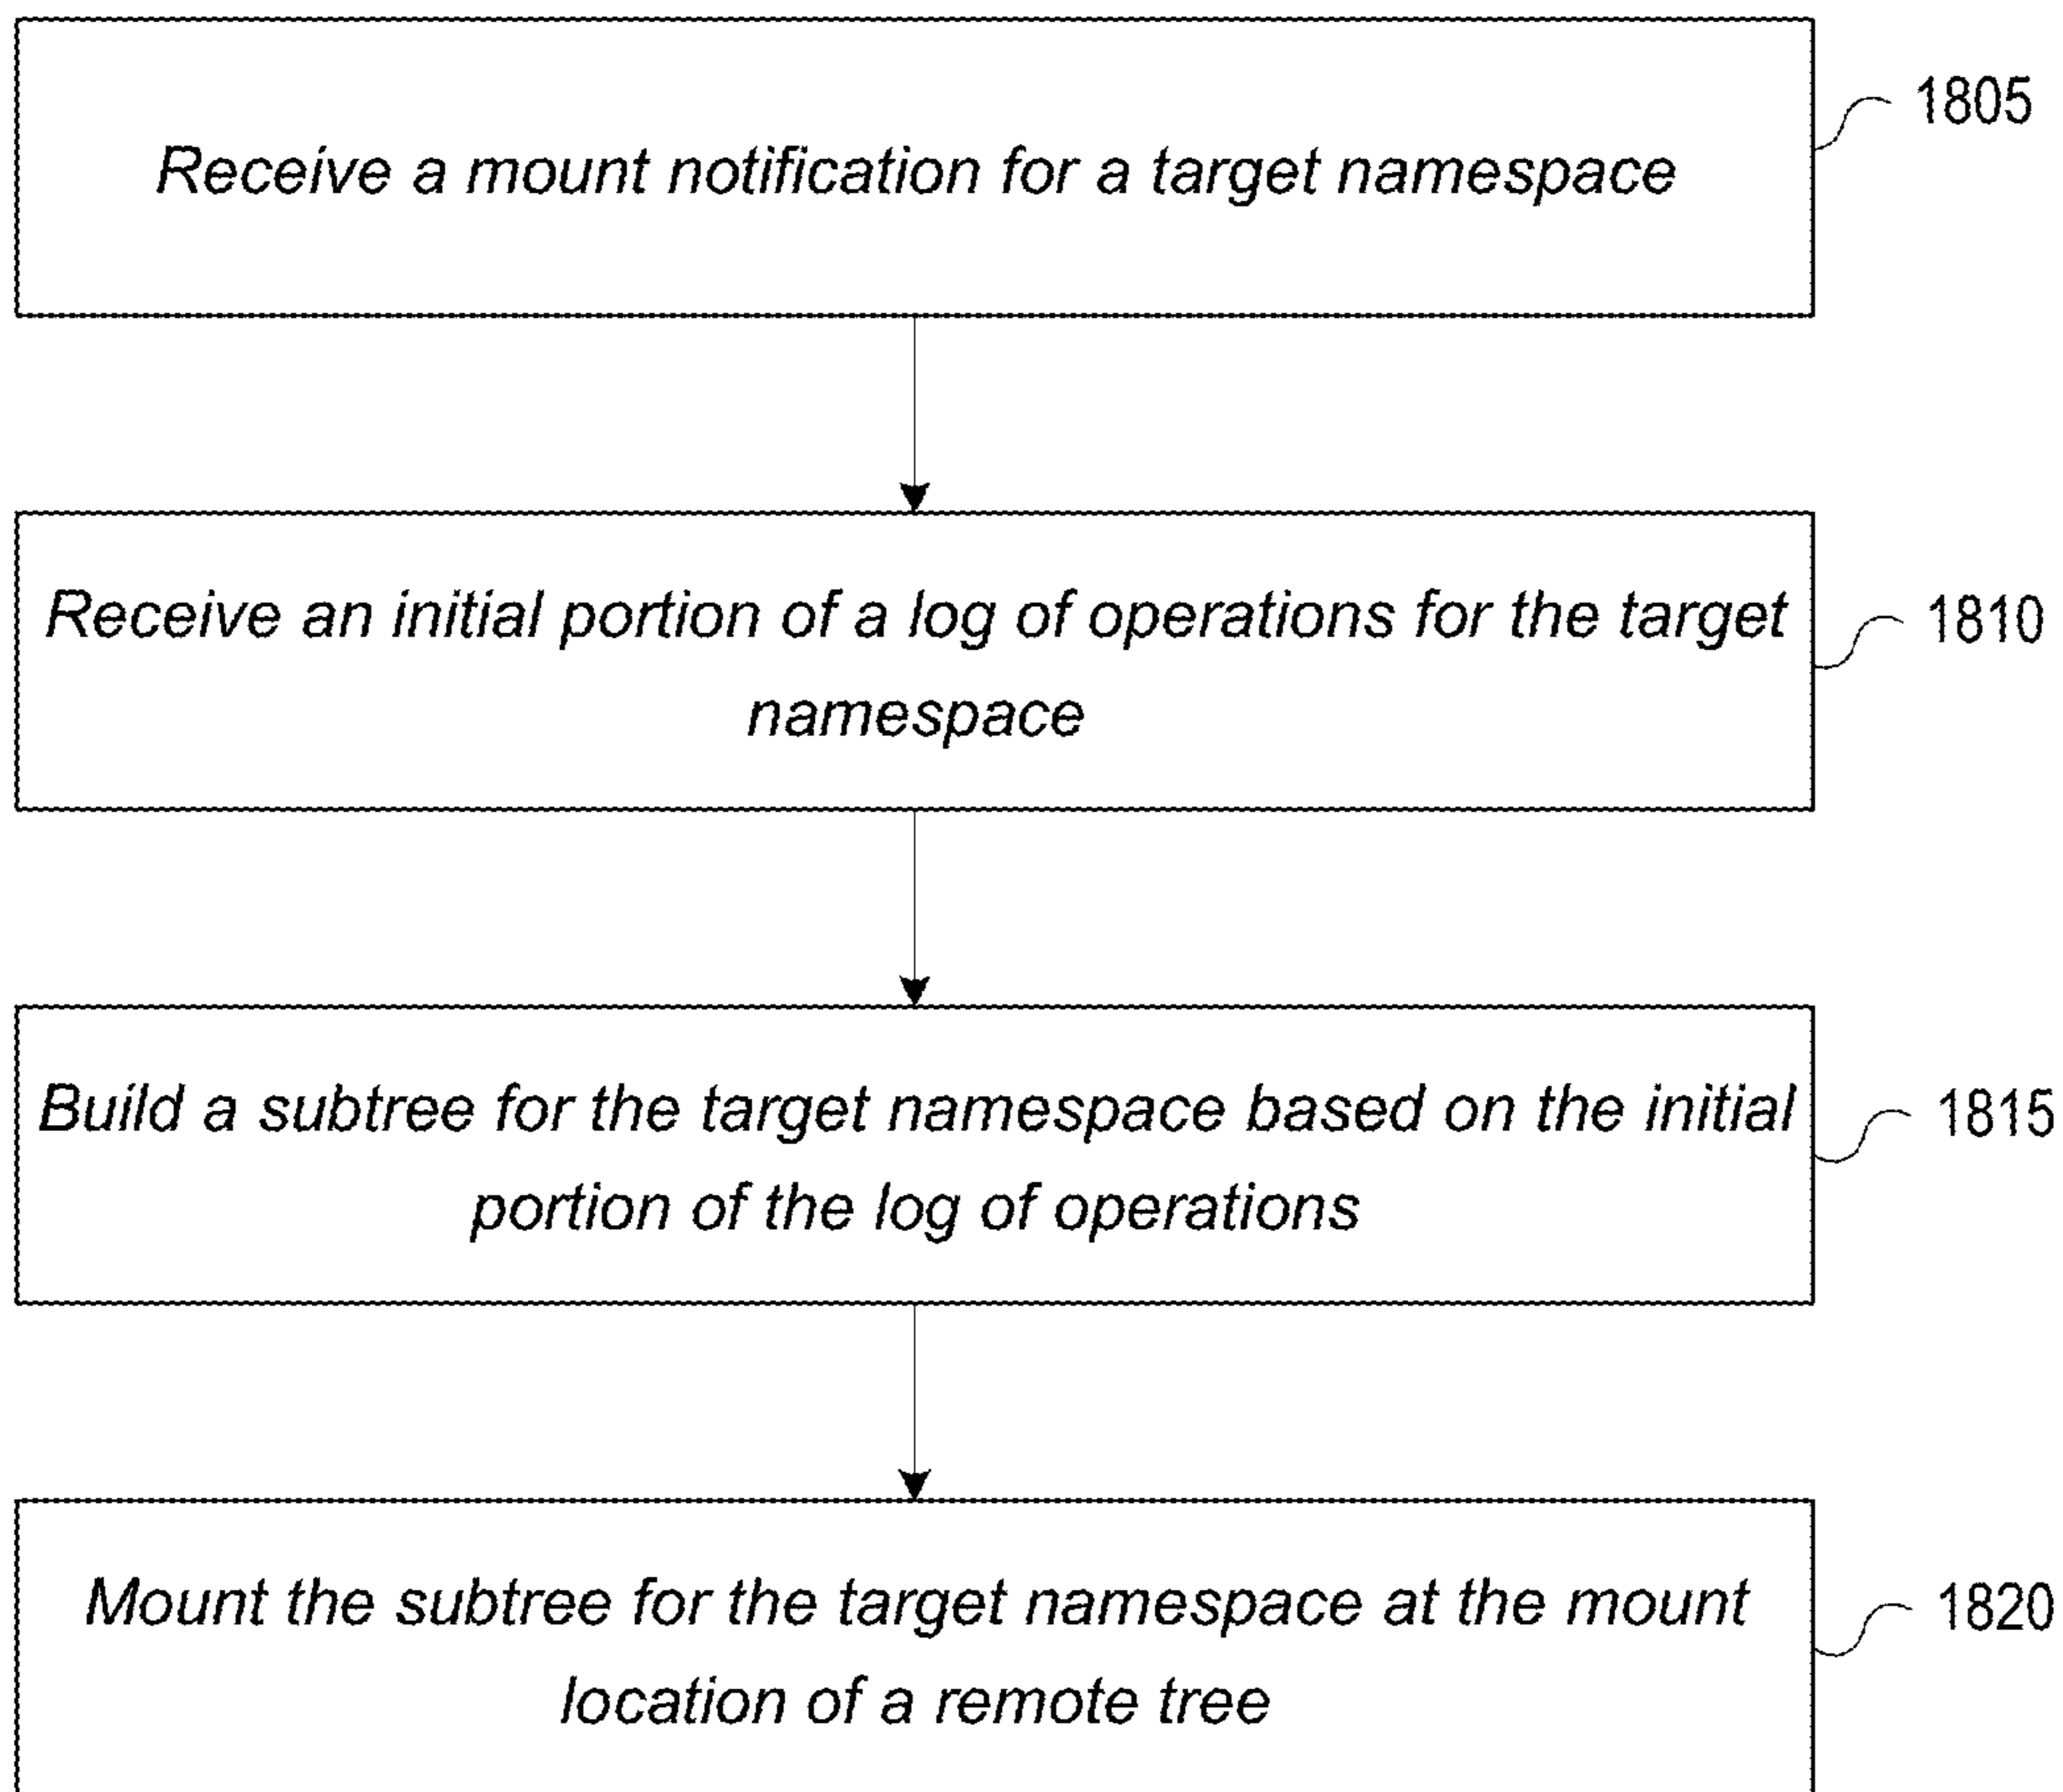 Receive a mount notification for a target namespace
1805
Receive an initial portion of a log of operations for the target
namespace
1810
Build a subtree for the target namespace based on the initial
portion of the log of operations
1815
Mount the subtree for the target namespace at the mount
location of a remote tree
1820